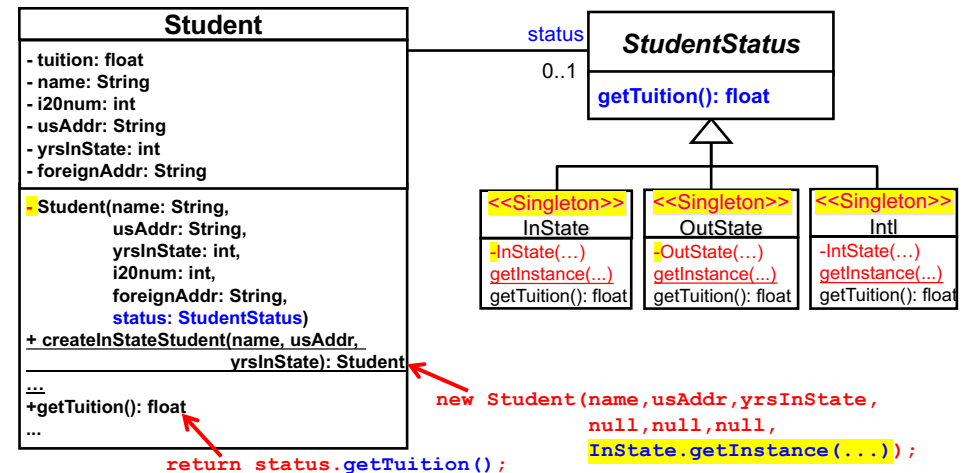 Student
- tuition: float
- name: String
- i20num: int
- usAddr: String
- yrsInState: int
- foreignAddr: String
- Student(name: String,
usAddr: String,
yrsInState: int,
i20num: int,
foreignAddr: String,
status: StudentStatus)
+ createInStateStudent(name, usAddr,
yrsInState): Student
...
+getTuition(): float
...
status
0..1
StudentStatus
getTuition(): float
<<Singleton>>
InState
-InState(...)
getInstance(...)
getTuition(): float
<<Singleton>>
OutState
-OutState(...)
getInstance(...)
getTuition(): float
<<Singleton>>
Intl
-IntState(...)
getInstance(...)
getTuition(): float
new Student(name,usAddr,yrsInState,
null,null,null,
InState.getInstance(...));
return status.getTuition();